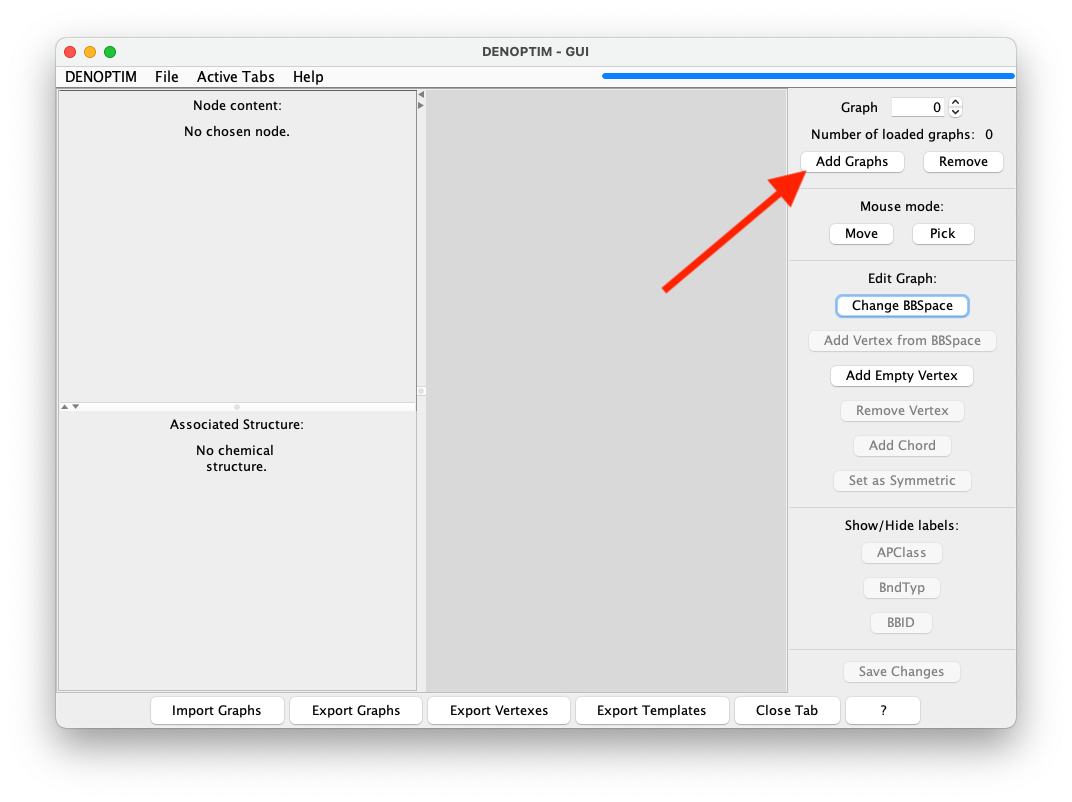 DENOPTIM - GUI
DENOPTIM File Active Tabs Help
Node content:
No chosen node.
Associated Structure:
No chemical
structure.
Graph 0
Number of loaded graphs: 0
Add Graphs Remove
Mouse mode:
Move Pick
Edit Graph:
Change BBSpace
Add Vertex from BBSpace
Add Empty Vertex
Remove Vertex
Add Chord
Set as Symmetric
Show/Hide labels:
APClass
BndTyp
BBID
Save Changes
Import Graphs Export Graphs Export Vertexes Export Templates Close Tab ?